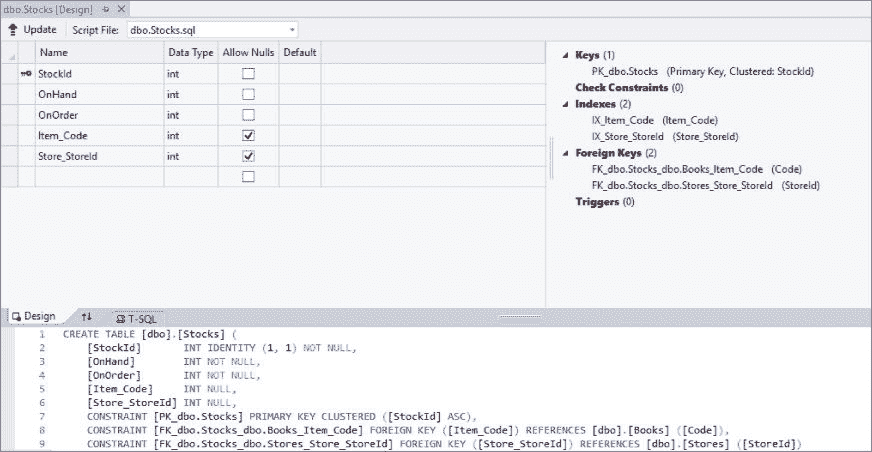 dbo.Stocks [Design]
Update Script File: dbo.Stocks.sql
Name Data Type Allow Nulls Default
StockId int
OnHand int
OnOrder int
Item_Code int
Store_StoreId int
Keys (1)
PK_dbo.Stocks (Primary Key, Clustered: StockId)
Check Constraints (0)
Indexes (2)
IX_Item_Code (Item_Code)
IX_Store_StoreId (Store_StoreId)
Foreign Keys (2)
FK_dbo.Stocks_dbo.Books_Item_Code (Code)
FK_dbo.Stocks_dbo.Stores_Store_StoreId (StoreId)
Triggers (0)
Design T-SQL
1 CREATE TABLE [dbo].[Stocks] (
2 [StockId] INT IDENTITY (1, 1) NOT NULL,
3 [OnHand] INT NOT NULL,
4 [OnOrder] INT NOT NULL,
5 [Item_Code] INT NULL,
6 [Store_StoreId] INT NULL,
7 CONSTRAINT [PK_dbo.Stocks] PRIMARY KEY CLUSTERED ([StockId] ASC),
8 CONSTRAINT [FK_dbo.Stocks_dbo.Books_Item_Code] FOREIGN KEY ([Item_Code]) REFERENCES [dbo].[Books] ([Code]),
9 CONSTRAINT [FK_dbo.Stocks_dbo.Stores_Store_StoreId] FOREIGN KEY ([Store_StoreId]) REFERENCES [dbo].[Stores] ([StoreId])